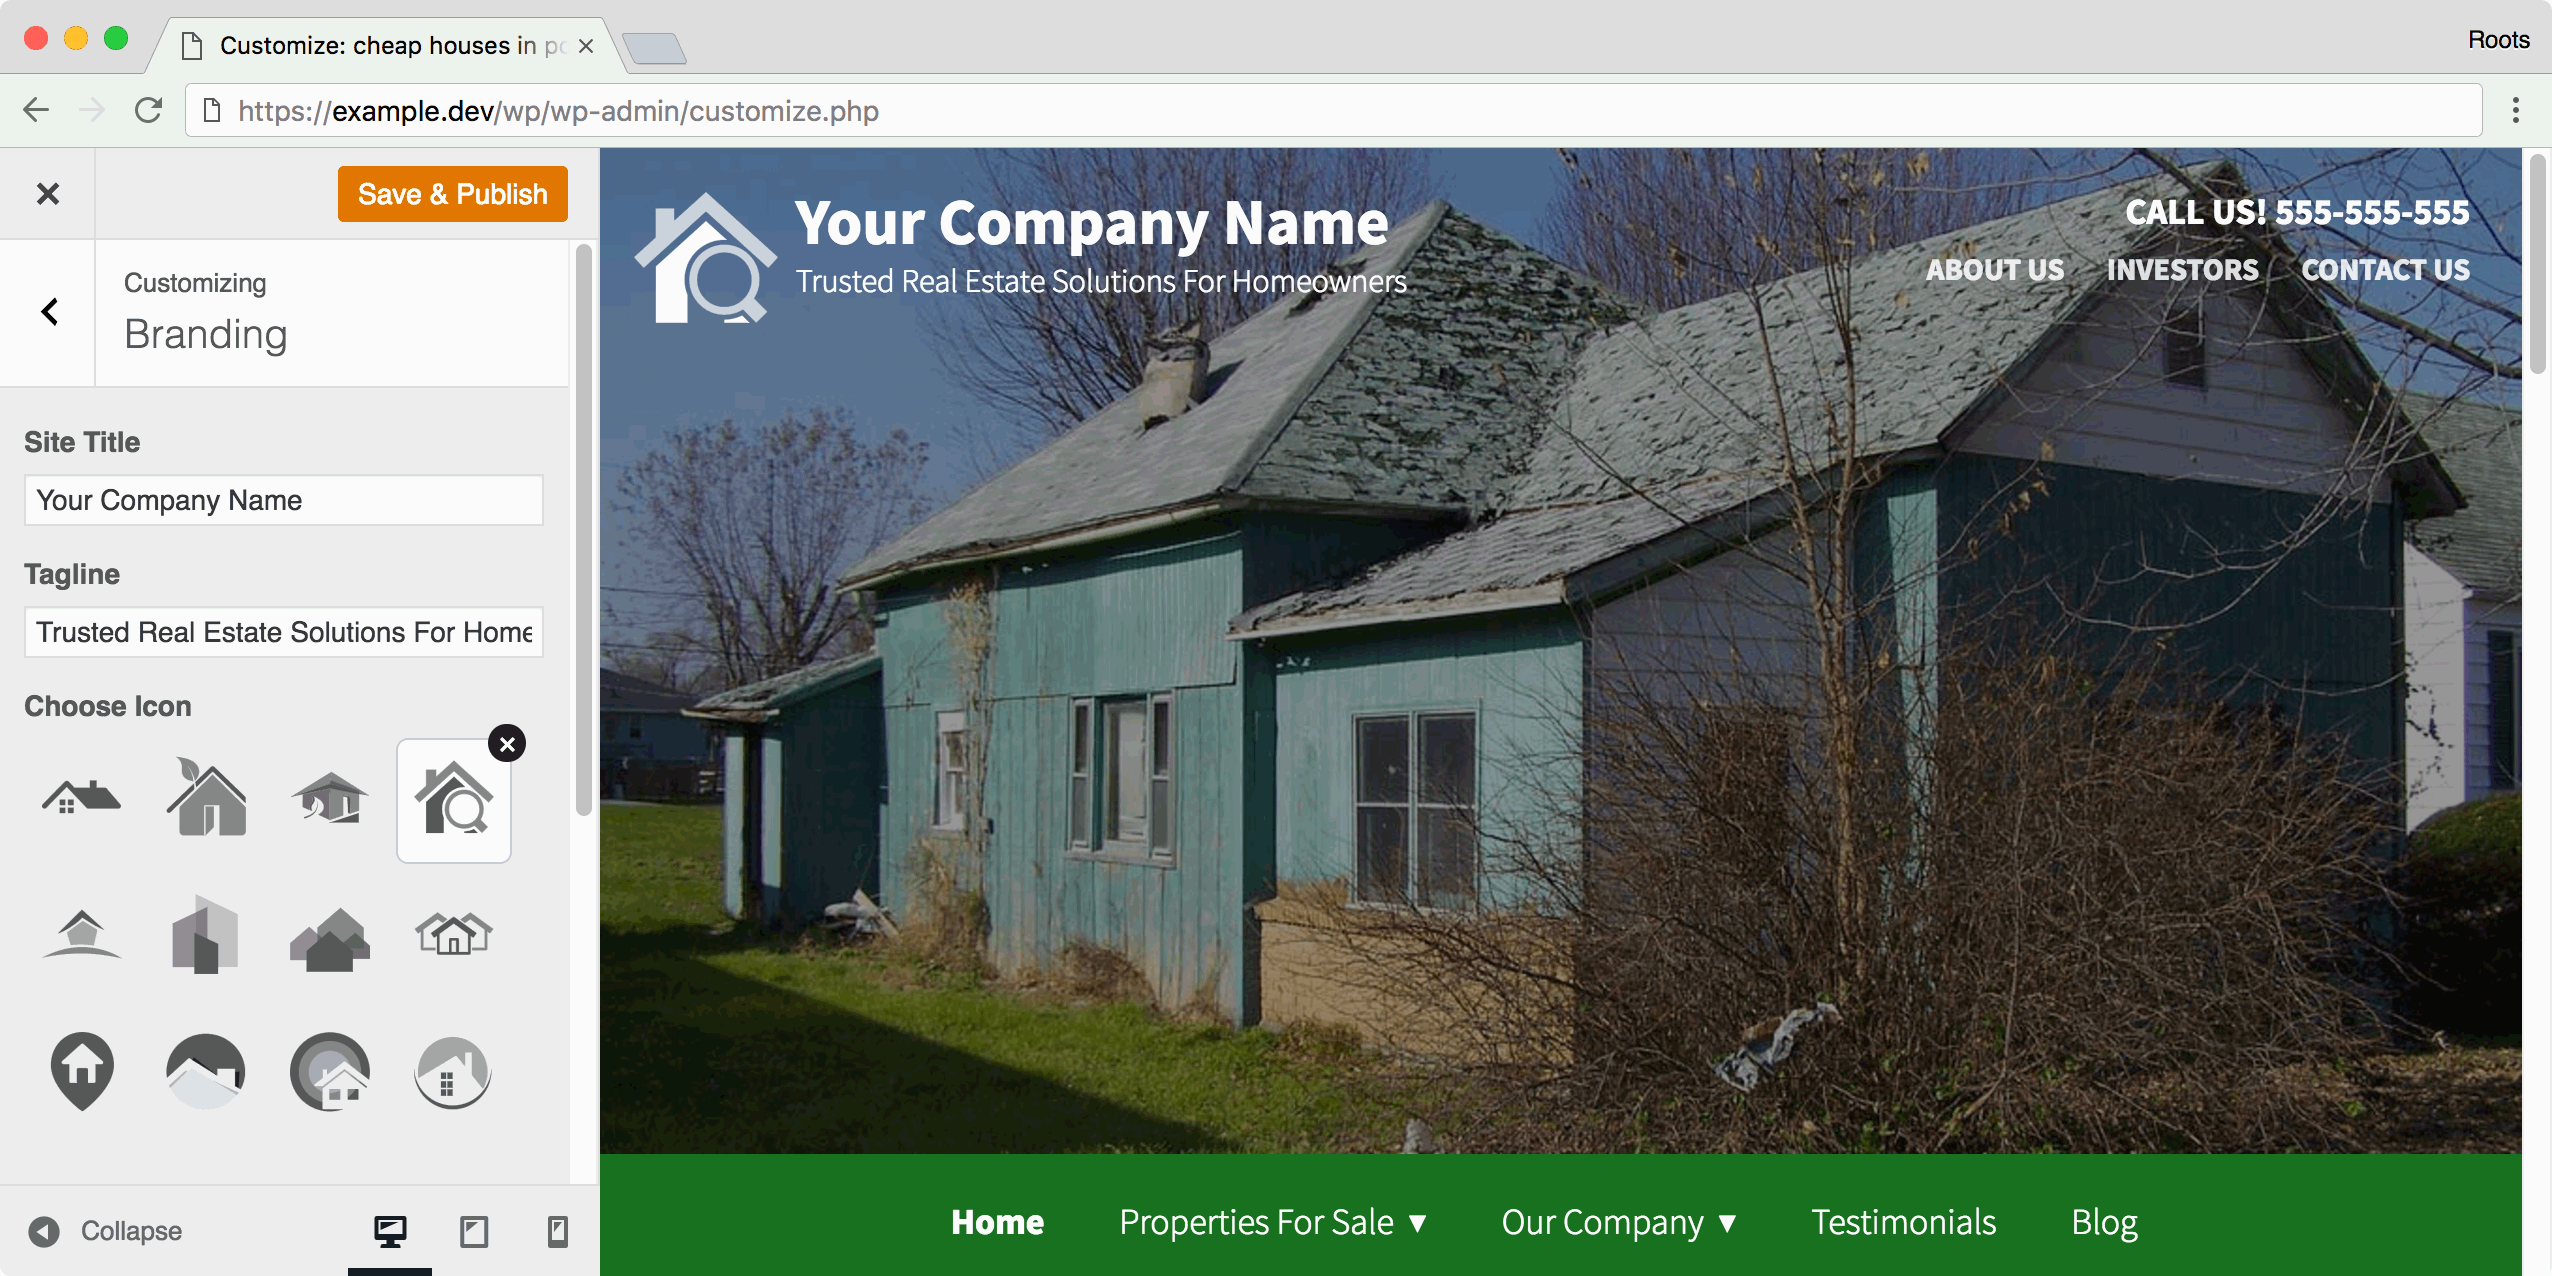 Customize: cheap houses in po
Roots
https://example.dev/wp/wp-admin/customize.php
Save & Publish
Customizing
Branding
Site Title
Your Company Name
Tagline
Trusted Real Estate Solutions For Home
Choose Icon
Collapse
Your Company Name
Trusted Real Estate Solutions For Homeowners
CALL US! 555-555-555
ABOUT US INVESTORS CONTACT US
Home Properties For Sale ▼ Our Company ▼ Testimonials Blog